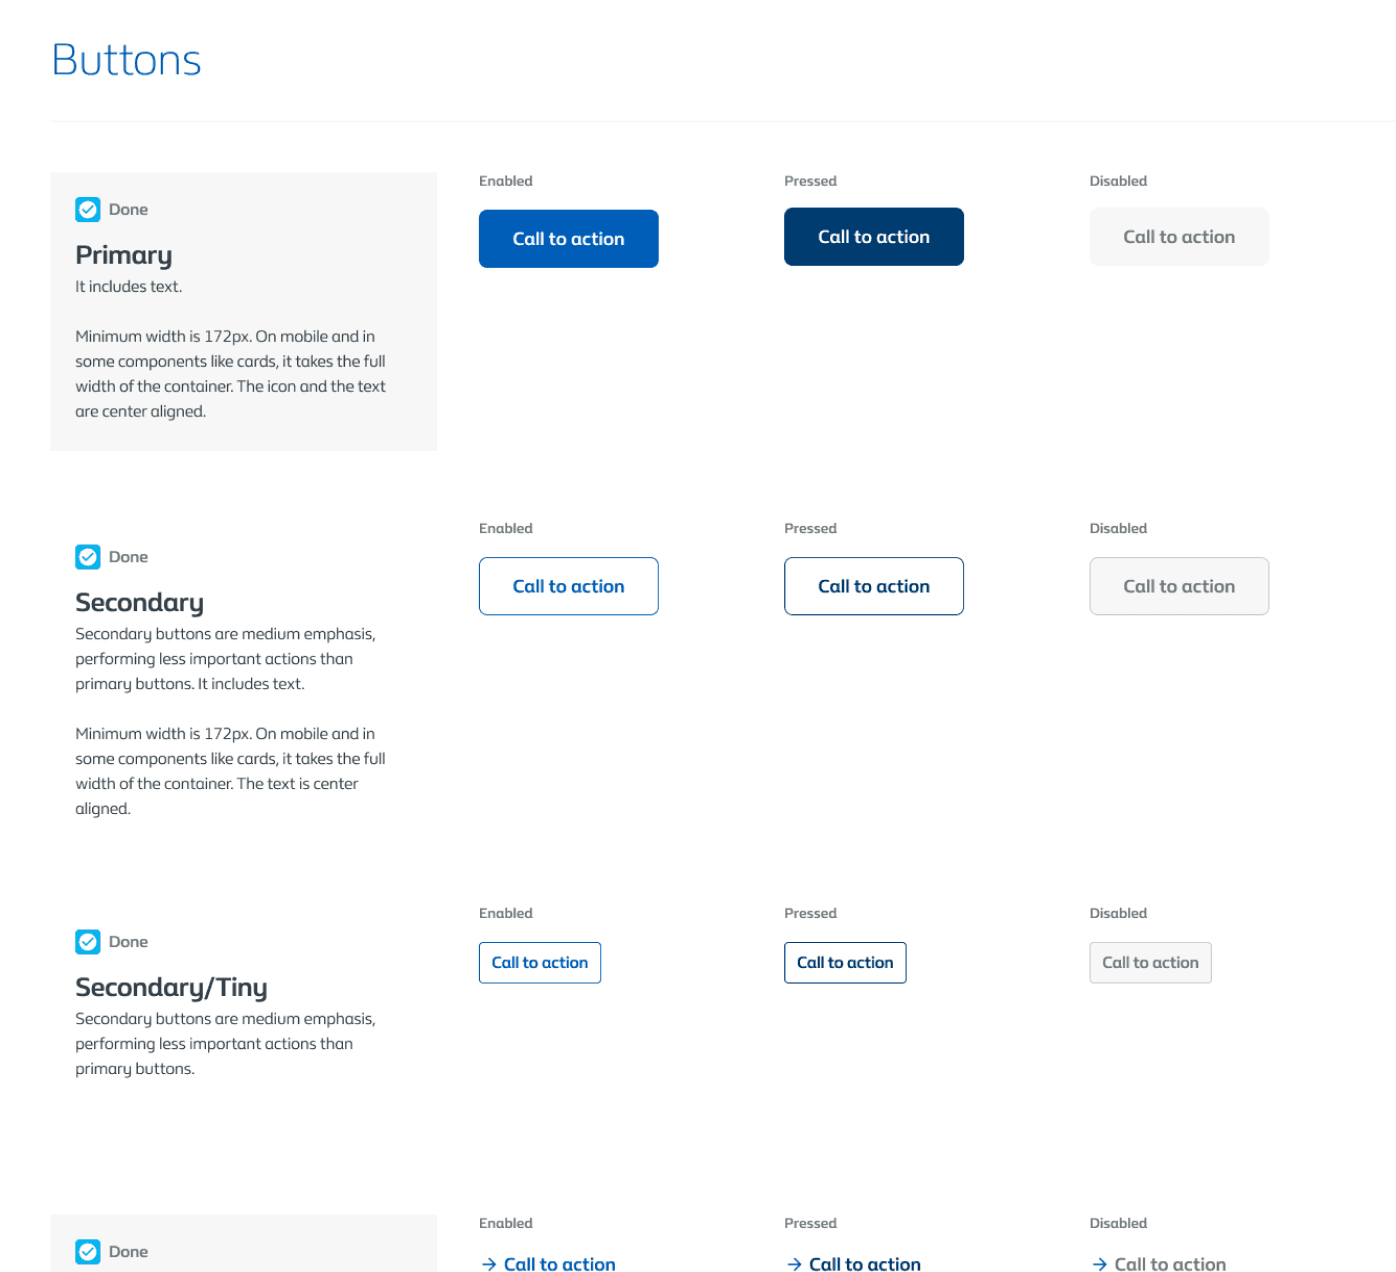 Buttons
Done
Primary
It includes text.
Minimum width is 172px. On mobile and in
some components like cards, it takes the full
width of the container. The icon and the text
are center aligned.
Enabled
Call to action
Pressed
Call to action
Disabled
Call to action
Done
Secondary
Secondary buttons are medium emphasis,
performing less important actions than
primary buttons. It includes text.
Minimum width is 172px. On mobile and in
some components like cards, it takes the full
width of the container. The text is center
aligned.
Enabled
Call to action
Pressed
Call to action
Disabled
Call to action
Done
Secondary/Tiny
Secondary buttons are medium emphasis,
performing less important actions than
primary buttons.
Enabled
Call to action
Pressed
Call to action
Disabled
Call to action
Done
Enabled
→ Call to action
Pressed
→ Call to action
Disabled
→ Call to action